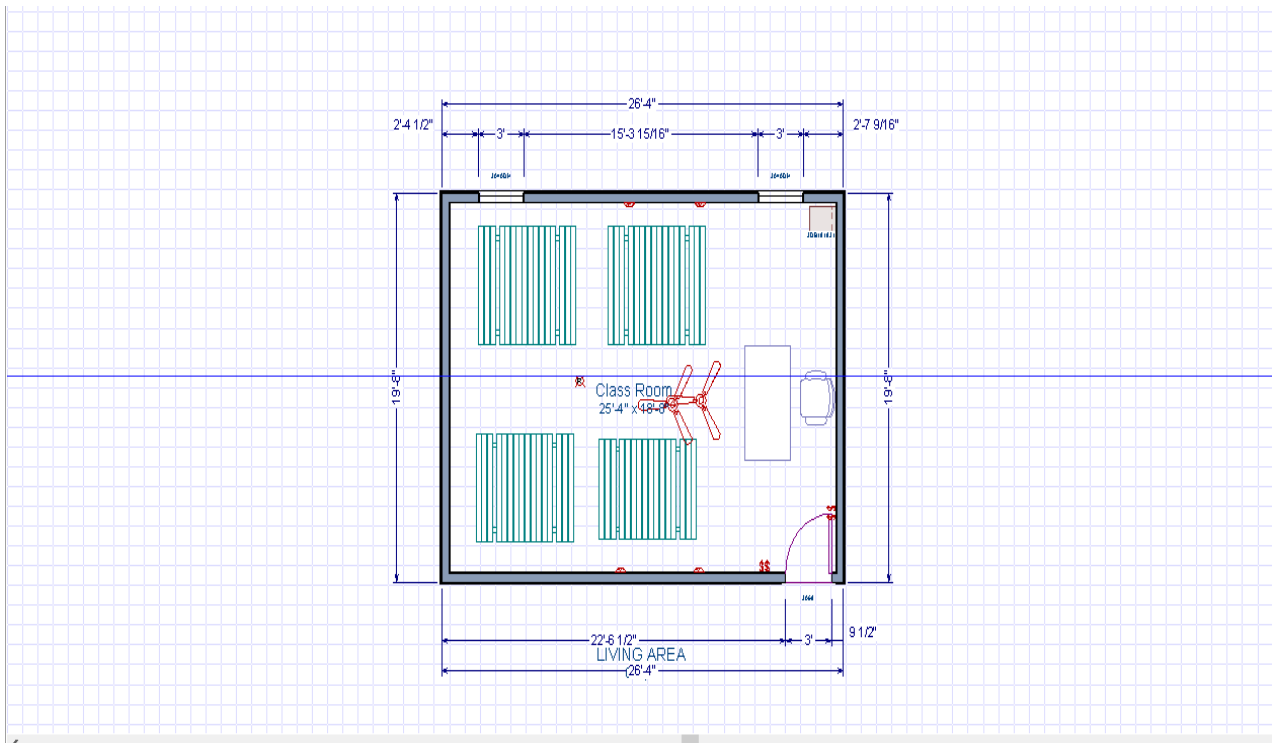 26'-4"
2'-4 1/2" 3' 15'-3 15/16" 3' 2'-7 9/16"
19'-8" 19'-8"
Class Room
25'-4" x 18'-8"
$$
$$
22'-6 1/2" 3' 9 1/2"
LIVING AREA
26'-4"